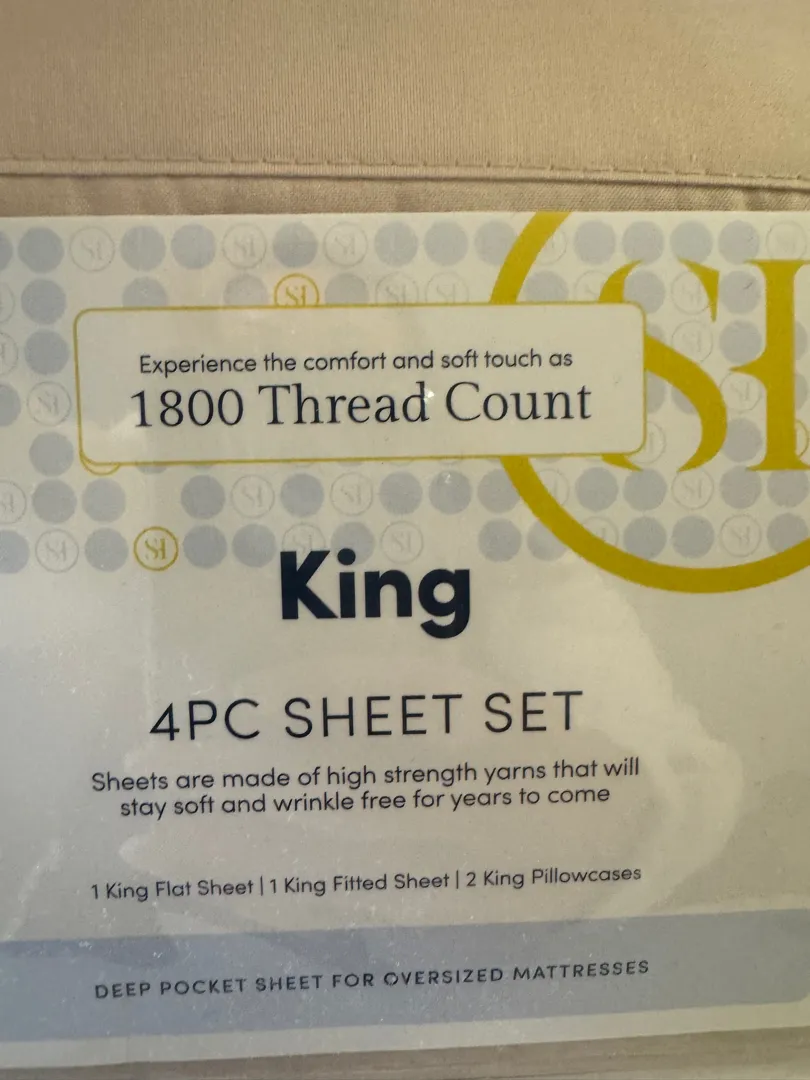 SH
Experience the comfort and soft touch as
1800 Thread Count
King
4PC SHEET SET
Sheets are made of high strength yarns that will
stay soft and wrinkle free for years to come
1 King Flat Sheet | 1 King Fitted Sheet | 2 King Pillowcases
DEEP POCKET SHEET FOR OVERSIZED MATTRESSES